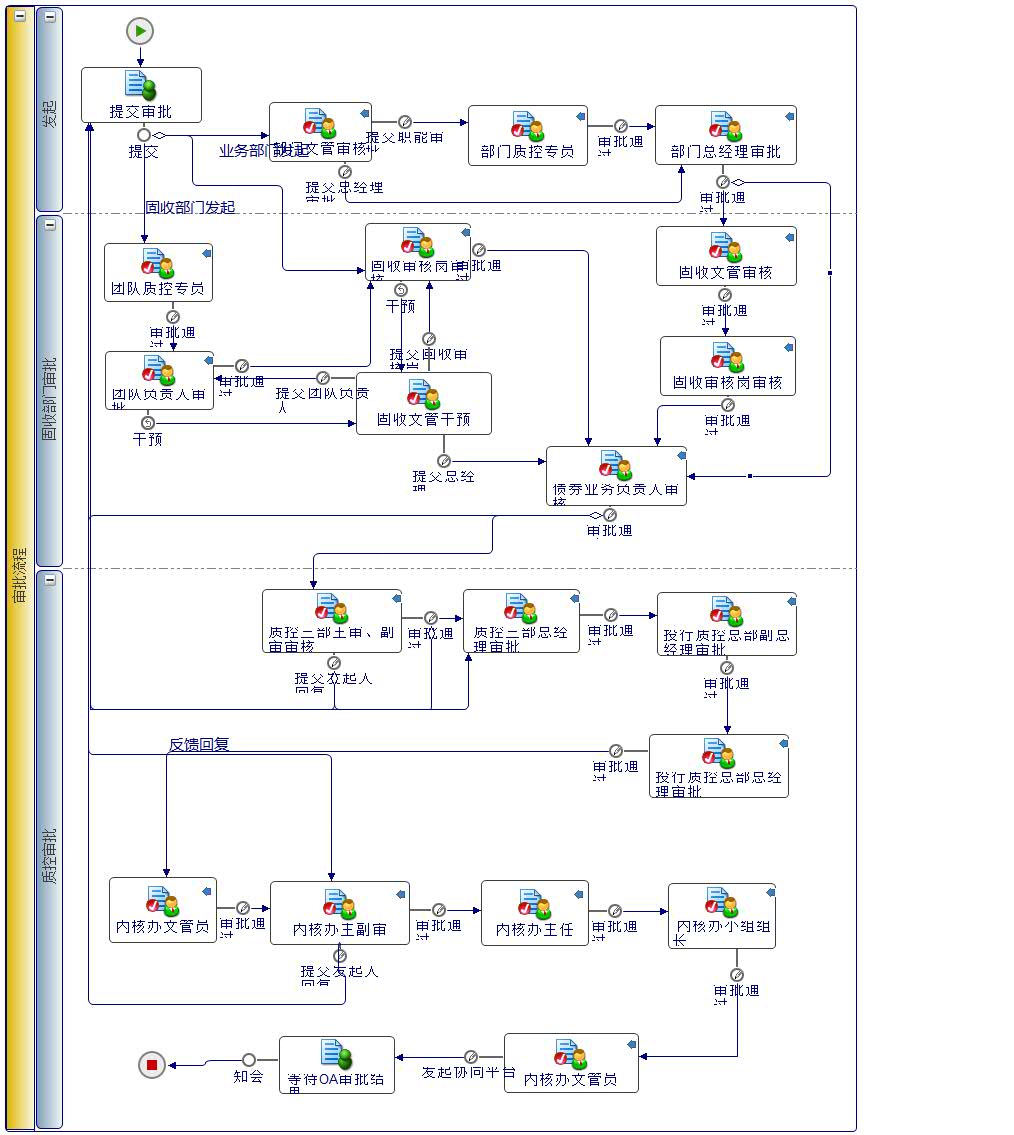 审批流程
发起
提交审批
提交
业务部门发起
部门文管审核
提交职能审
提交总经理
审批
部门质控专员
审批通
过
部门总经理审批
审批通
过
固收部门发起
固收部门审批
团队质控专员
审批通
过
团队负责人审
批
审批通
过
干预
固收审核岗审
核
审批通
过
干预
提交固收审
核岗
提交团队负责
人
固收文管干预
提交总经
理
固收文管审核
审批通
过
固收审核岗审核
审批通
过
债券业务负责人审
核
审批通
过
质控审批
质控二部主审、副
审审核
审批通
过
提交发起人
回复
质控二部总经
理审批
审批通
过
投行质控总部副总
经理审批
审批通
过
投行质控总部总经
理审批
审批通
过
反馈回复
内核办文管员
审批通
过
内核办主副审
审批通
过
提交发起人
回复
内核办主任
审批通
过
内核办小组组
长
审批通
过
内核办文管员
发起协同平台
等待OA审批结
果
知会